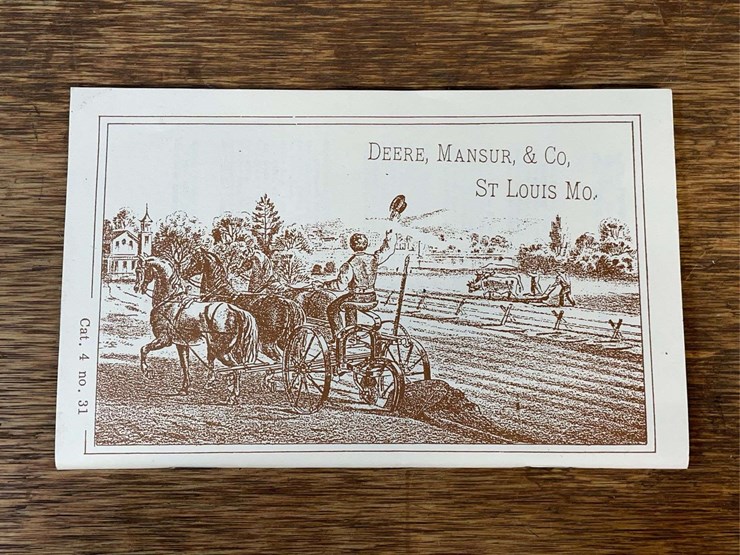 DEERE, MANSUR, & CO,
ST LOUIS MO.
Cat. 4 no. 31